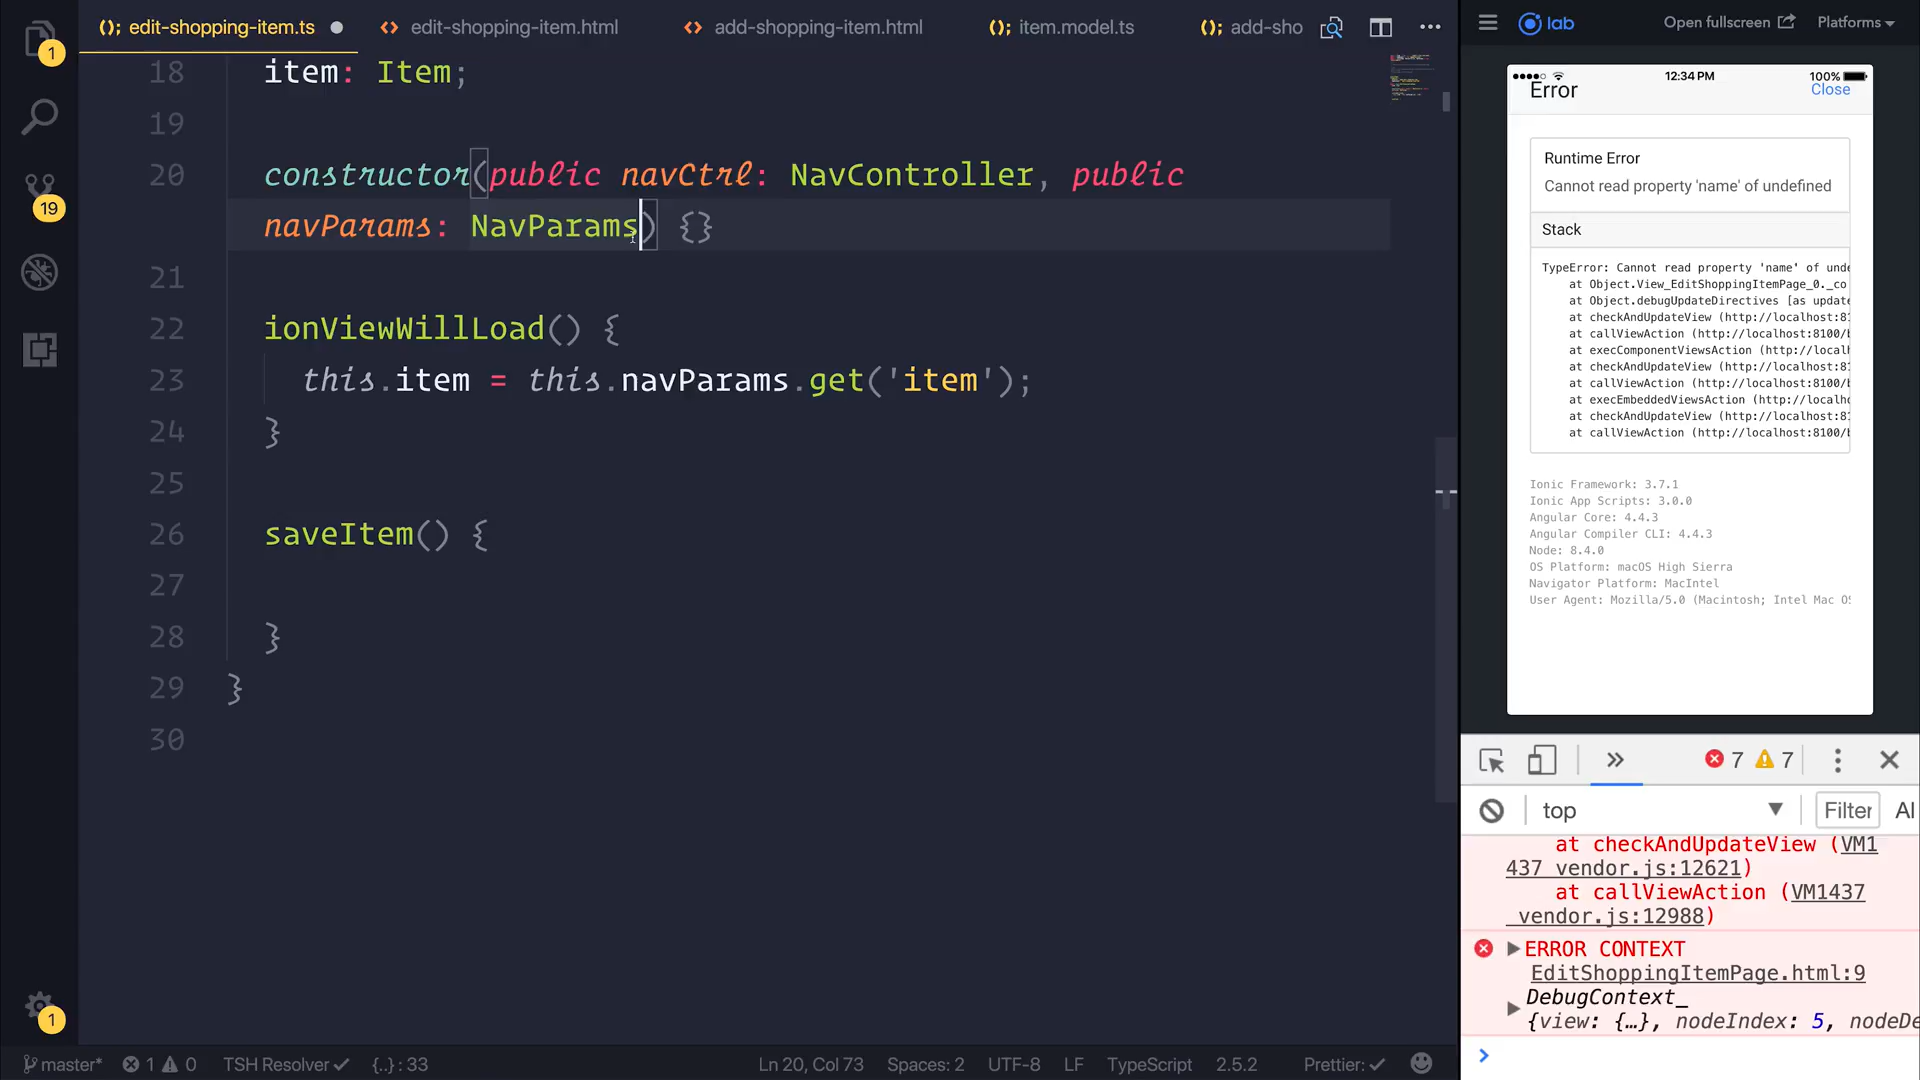 1
19
1
(); edit-shopping-item.ts
<> edit-shopping-item.html
<> add-shopping-item.html
(); item.model.ts
(); add-sho
18 item: Item;
19
20 constructor(public navCtrl: NavController, public
navParams: NavParams) {}
21
22 ionViewWillLoad() {
23 this.item = this.navParams.get('item');
24 }
25
26 saveItem() {
27
28 }
29 }
30
master* 1 0 TSH Resolver {..} : 33 Ln 20, Col 73 Spaces: 2 UTF-8 LF TypeScript 2.5.2 Prettier:
lab Open fullscreen Platforms
12:34 PM 100%
Error Close
Runtime Error
Cannot read property 'name' of undefined
Stack
TypeError: Cannot read property 'name' of unde
at Object.View_EditShoppingItemPage_0._co
at Object.debugUpdateDirectives [as update
at checkAndUpdateView (http://localhost:81
at callViewAction (http://localhost:8100/b
at execComponentViewsAction (http://localh
at checkAndUpdateView (http://localhost:81
at callViewAction (http://localhost:8100/b
at execEmbeddedViewsAction (http://localho
at checkAndUpdateView (http://localhost:81
at callViewAction (http://localhost:8100/b
Ionic Framework: 3.7.1
Ionic App Scripts: 3.0.0
Angular Core: 4.4.3
Angular Compiler CLI: 4.4.3
Node: 8.4.0
OS Platform: macOS High Sierra
Navigator Platform: MacIntel
User Agent: Mozilla/5.0 (Macintosh; Intel Mac OS
7 7
top Filter Al
at checkAndUpdateView (VM1
437 vendor.js:12621)
at callViewAction (VM1437
vendor.js:12988)
ERROR CONTEXT
EditShoppingItemPage.html:9
DebugContext_
{view: {…}, nodeIndex: 5, nodeDe